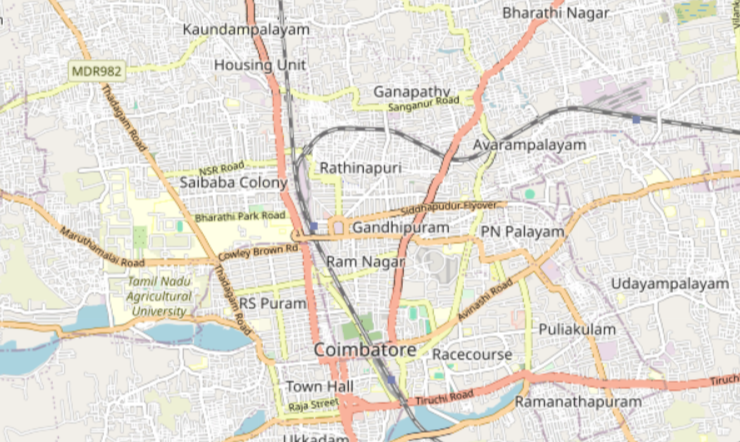 Bharathi Nagar
Kaundampalayam
Housing Unit
MDR982
Ganapathy
Sanganur Road
Thadagam Road
Avarampalayam
NSR Road
Rathinapuri
Saibaba Colony
Siddhapudur Flyover
Bharathi Park Road
Gandhipuram
PN Palayam
Maruthamalai Road
Cowley Brown Rd
Ram Nagar
Tamil Nadu
Agricultural
University
Thadagam Road
RS Puram
Udayampalayam
Avinashi Road
Puliakulam
Coimbatore
Racecourse
Town Hall
Tiruchi Road
Tiruch
Raja Street
Ramanathapuram
Ukkadam